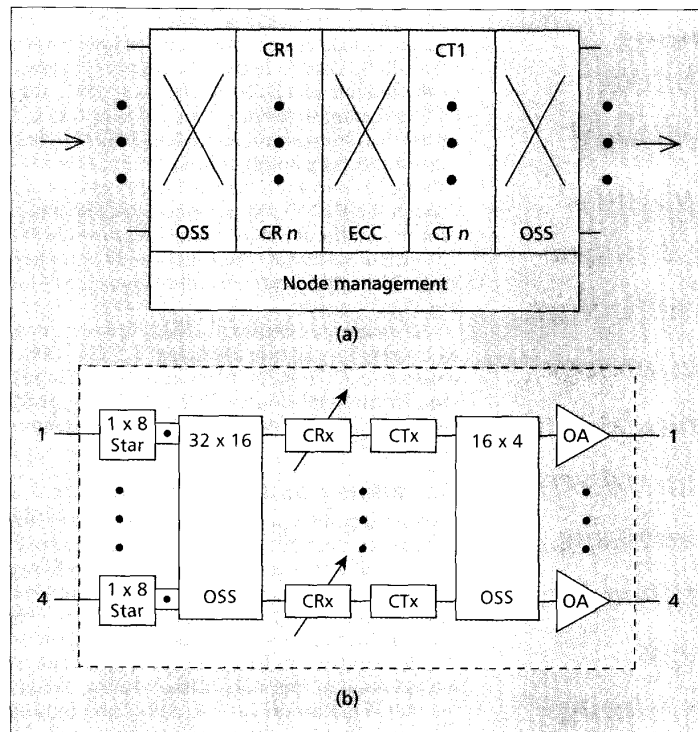 CR1 CT1
OSS CR n ECC CT n OSS
Node management
(a)
1 1 x 8 Star 32 x 16 CRx CTx 16 x 4 OA 1
4 1 x 8 Star OSS CRx CTx OSS OA 4
(b)